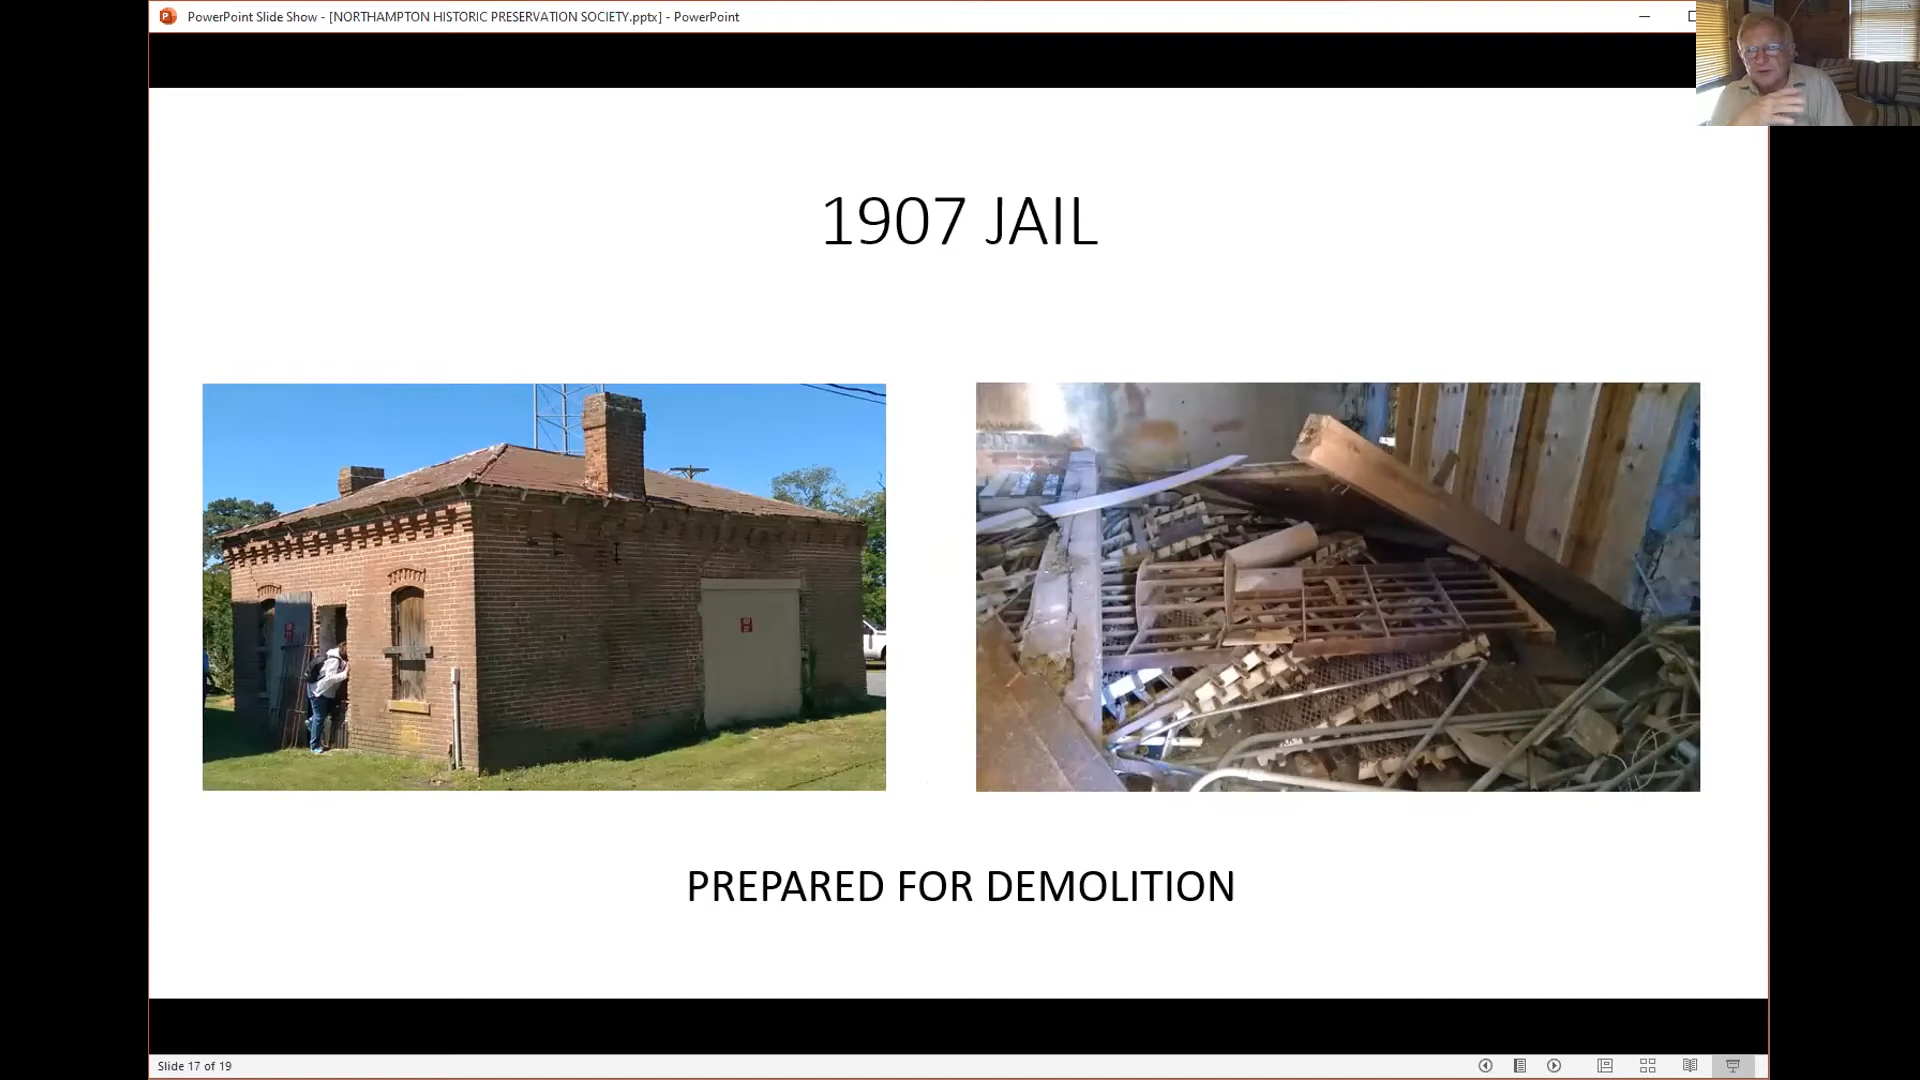 PowerPoint Slide Show - [NORTHAMPTON HISTORIC PRESERVATION SOCIETY.pptx] - PowerPoint
1907 JAIL
PREPARED FOR DEMOLITION
Slide 17 of 19